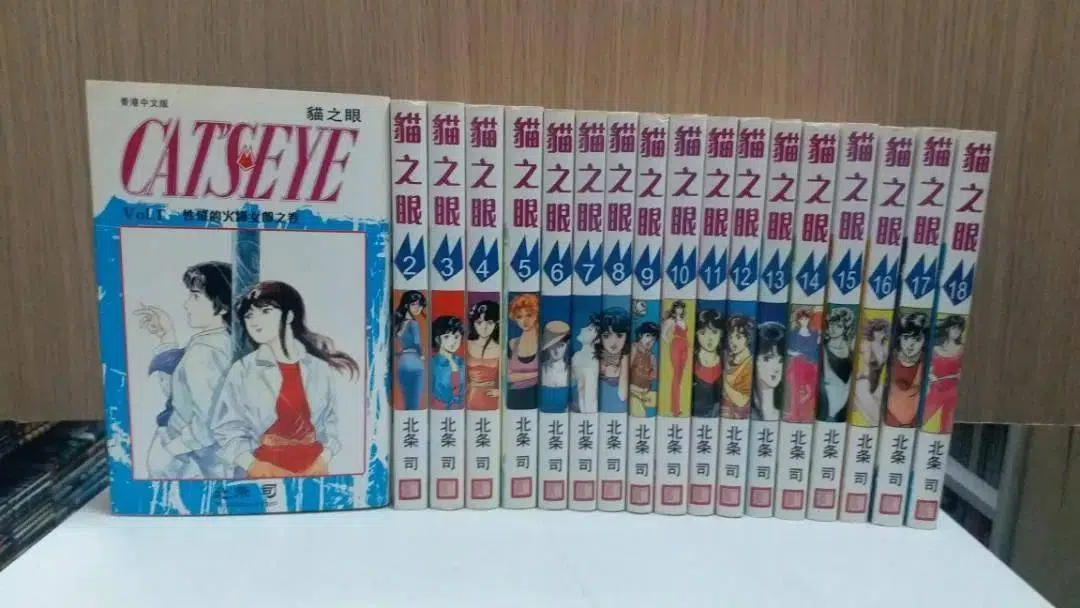 香港中文版
貓之眼
CAT'SEYE
Vol 1. 性感的火辣女郎之卷
北条 司
貓之眼 2 北条司
貓之眼 3 北条司
貓之眼 4 北条司
貓之眼 5 北条司
貓之眼 6 北条司
貓之眼 7 北条司
貓之眼 8 北条司
貓之眼 9 北条司
貓之眼 10 北条司
貓之眼 11 北条司
貓之眼 12 北条司
貓之眼 13 北条司
貓之眼 14 北条司
貓之眼 15 北条司
貓之眼 16 北条司
貓之眼 17 北条司
貓之眼 18 北条司